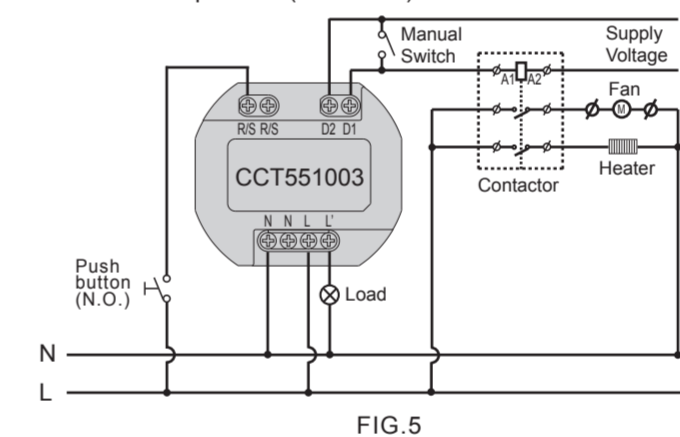 Manual
Switch
Supply
Voltage
A1 A2
Fan
M
R/S R/S D2 D1
Heater
CCT551003
Contactor
N N L L'
Push
button
(N.O.)
Load
N
L
FIG.5